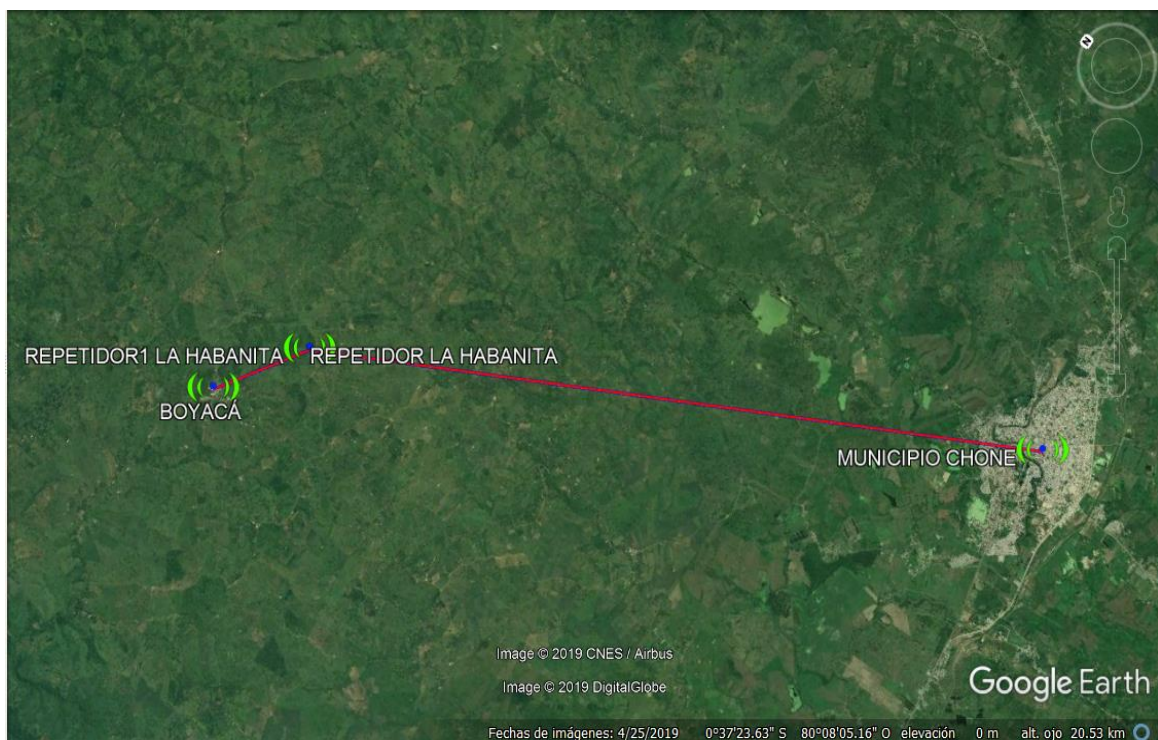 N
REPETIDOR1 LA HABANITA
REPETIDOR LA HABANITA
BOYACÁ
MUNICIPIO CHONE
Image © 2019 CNES / Airbus
Image © 2019 DigitalGlobe
Google Earth
Fechas de imágenes: 4/25/2019 0°37'23.63" S 80°08'05.16" O elevación 0 m alt. ojo 20.53 km